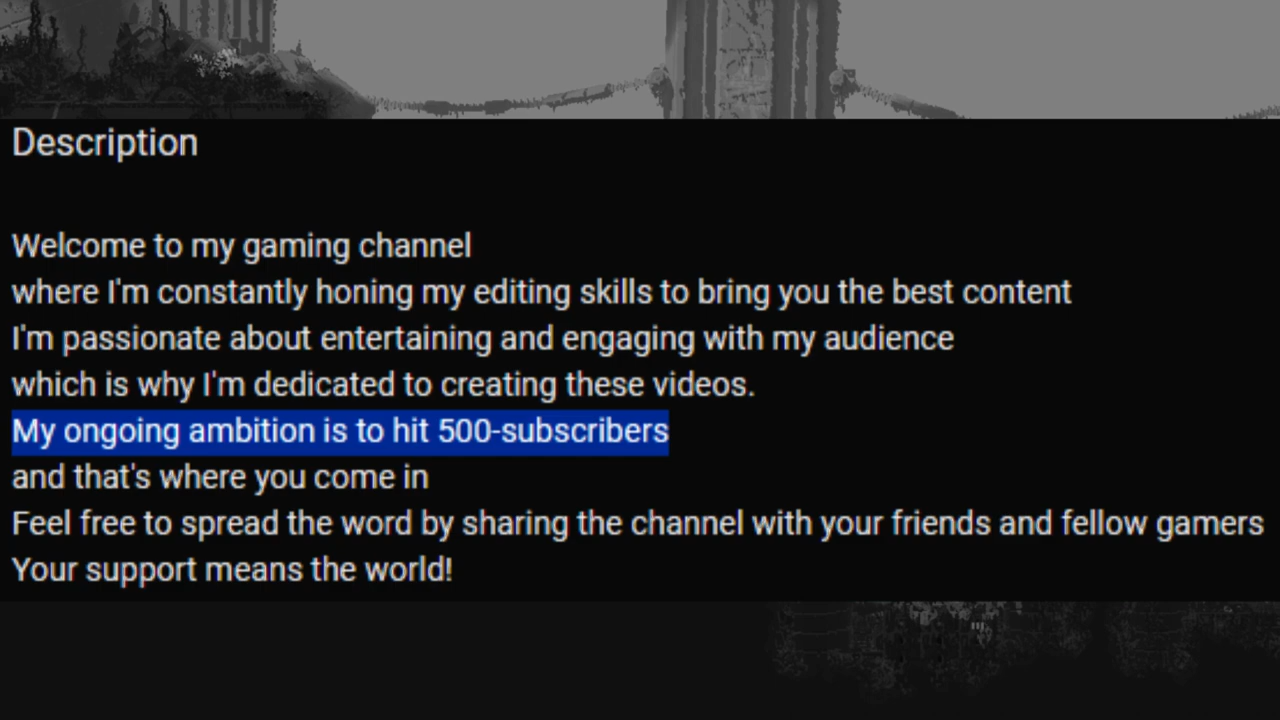 Description
Welcome to my gaming channel
where I'm constantly honing my editing skills to bring you the best content
I'm passionate about entertaining and engaging with my audience
which is why I'm dedicated to creating these videos.
My ongoing ambition is to hit 500-subscribers
and that's where you come in
Feel free to spread the word by sharing the channel with your friends and fellow gamers
Your support means the world!